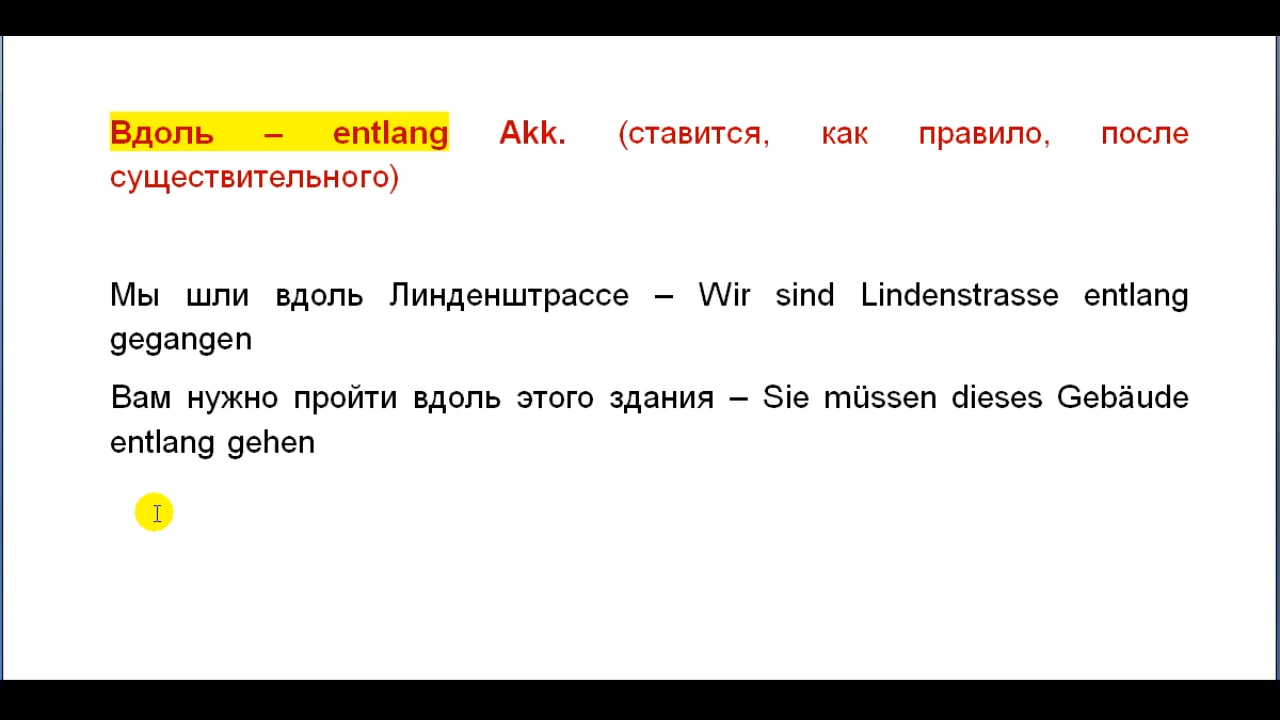 Вдоль – entlang Akk. (ставится, как правило, после
существительного)
Мы шли вдоль Линденштрассе – Wir sind Lindenstrasse entlang
gegangen
Вам нужно пройти вдоль этого здания – Sie müssen dieses Gebäude
entlang gehen